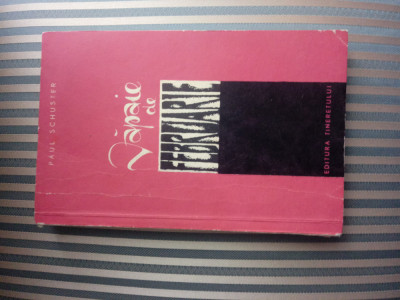 PAUL SCHUSTER
Văpaie
de
FEBRUARIE
EDITURA TINERETULUI